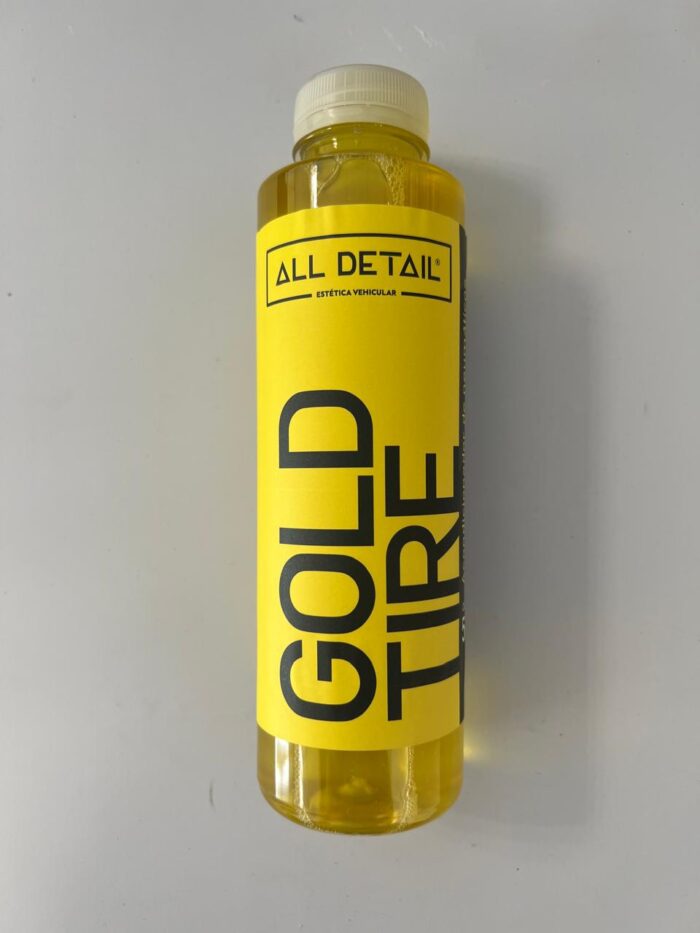 ALL DETAIL®
ESTÉTICA VEHICULAR
GOLD
TIRE